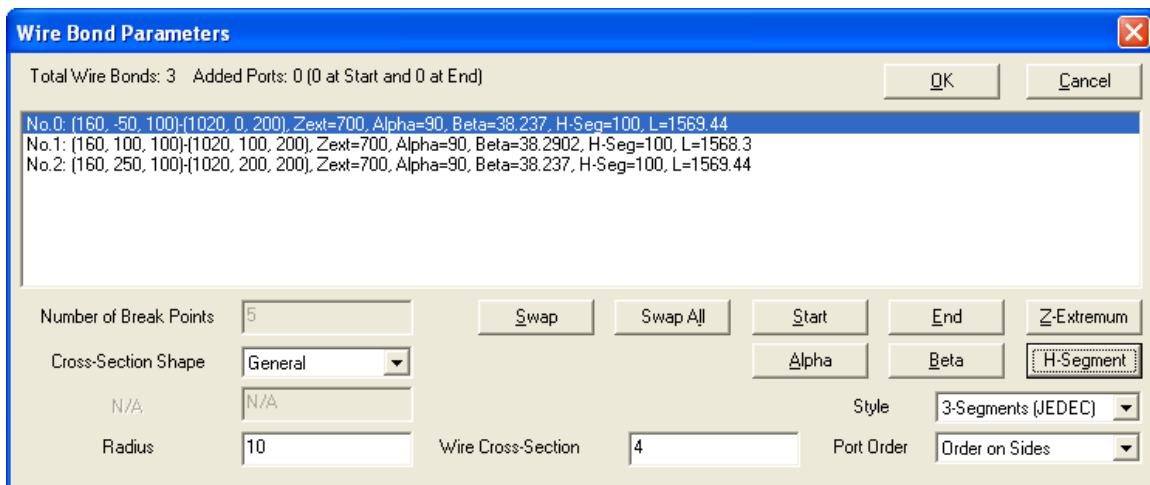 Wire Bond Parameters
Total Wire Bonds: 3 Added Ports: 0 (0 at Start and 0 at End)
OK
Cancel
No.0: (160, -50, 100)-(1020, 0, 200), Zext=700, Alpha=90, Beta=38.237, H-Seg=100, L=1569.44
No.1: (160, 100, 100)-(1020, 100, 200), Zext=700, Alpha=90, Beta=38.2902, H-Seg=100, L=1568.3
No.2: (160, 250, 100)-(1020, 200, 200), Zext=700, Alpha=90, Beta=38.237, H-Seg=100, L=1569.44
Number of Break Points 5 Swap Swap All Start End Z-Extremum
Cross-Section Shape General Alpha Beta H-Segment
N/A N/A Style 3-Segments (JEDEC)
Radius 10 Wire Cross-Section 4 Port Order Order on Sides